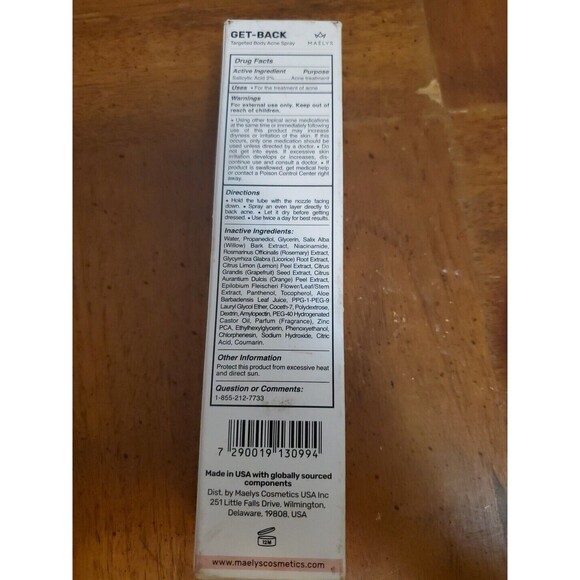 GET-BACK
Targeted Body Acne Spray
MAELYS
Drug Facts
Active Ingredient Purpose
Salicylic Acid 2%......... Acne treatment
Uses • For the treatment of acne
Warnings
For external use only. Keep out of
reach of children.
• Using other topical acne medications
at the same time or immediately following
use of this product may increase
dryness or irritation of the skin. If this
occurs, only one medication should be
used unless directed by a doctor. • Do
not get into eyes. If excessive skin
irritation develops or increases, dis-
continue use and consult a doctor. • If
product is swallowed, get medical help
or contact a Poison Control Center right
away.
Directions
• Hold the tube with the nozzle facing
down. • Spray an even layer directly to
back acne. • Let it dry before getting
dressed. • Use twice a day for best results.
Inactive Ingredients:
Water, Propanediol, Glycerin, Salix Alba
(Willow) Bark Extract, Niacinamide,
Rosmarinus Officinalis (Rosemary) Extract,
Glycyrrhiza Glabra (Licorice) Root Extract,
Citrus Limon (Lemon) Peel Extract, Citrus
Grandis (Grapefruit) Seed Extract, Citrus
Aurantium Dulcis (Orange) Peel Extract,
Epilobium Fleischeri Flower/Leaf/Stem
Extract, Panthenol, Tocopherol, Aloe
Barbadensis Leaf Juice, PPG-1-PEG-9
Lauryl Glycol Ether, Coceth-7, Polydextrose,
Dextrin, Amylopectin, PEG-40 Hydrogenated
Castor Oil, Parfum (Fragrance), Zinc
PCA, Ethylhexylglycerin, Phenoxyethanol,
Chlorphenesin, Sodium Hydroxide, Citric
Acid, Coumarin.
Other Information
Protect this product from excessive heat
and direct sun.
Question or Comments:
1-855-212-7733
7 290019 130994
Made in USA with globally sourced
components
Dist. by Maelys Cosmetics USA Inc
251 Little Falls Drive, Wilmington,
Delaware, 19808, USA
12M
www.maelyscosmetics.com